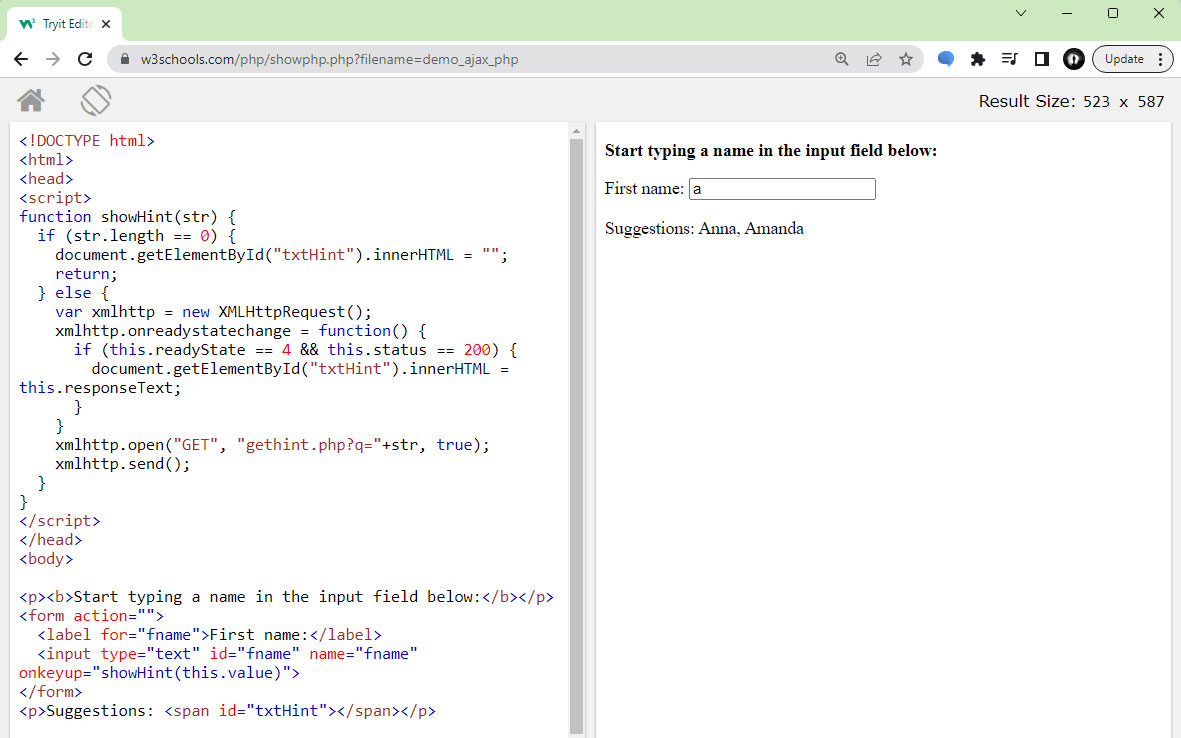 Tryit Edit
w3schools.com/php/showphp.php?filename=demo_ajax_php
Update
Result Size: 523 x 587
<!DOCTYPE html>
<html>
<head>
<script>
function showHint(str) {
  if (str.length == 0) {
    document.getElementById("txtHint").innerHTML = "";
    return;
  } else {
    var xmlhttp = new XMLHttpRequest();
    xmlhttp.onreadystatechange = function() {
      if (this.readyState == 4 && this.status == 200) {
        document.getElementById("txtHint").innerHTML =
this.responseText;
      }
    }
    xmlhttp.open("GET", "gethint.php?q="+str, true);
    xmlhttp.send();
  }
}
</script>
</head>
<body>

<p><b>Start typing a name in the input field below:</b></p>
<form action="">
  <label for="fname">First name:</label>
  <input type="text" id="fname" name="fname"
onkeyup="showHint(this.value)">
</form>
<p>Suggestions: <span id="txtHint"></span></p>
Start typing a name in the input field below:
First name: a
Suggestions: Anna, Amanda